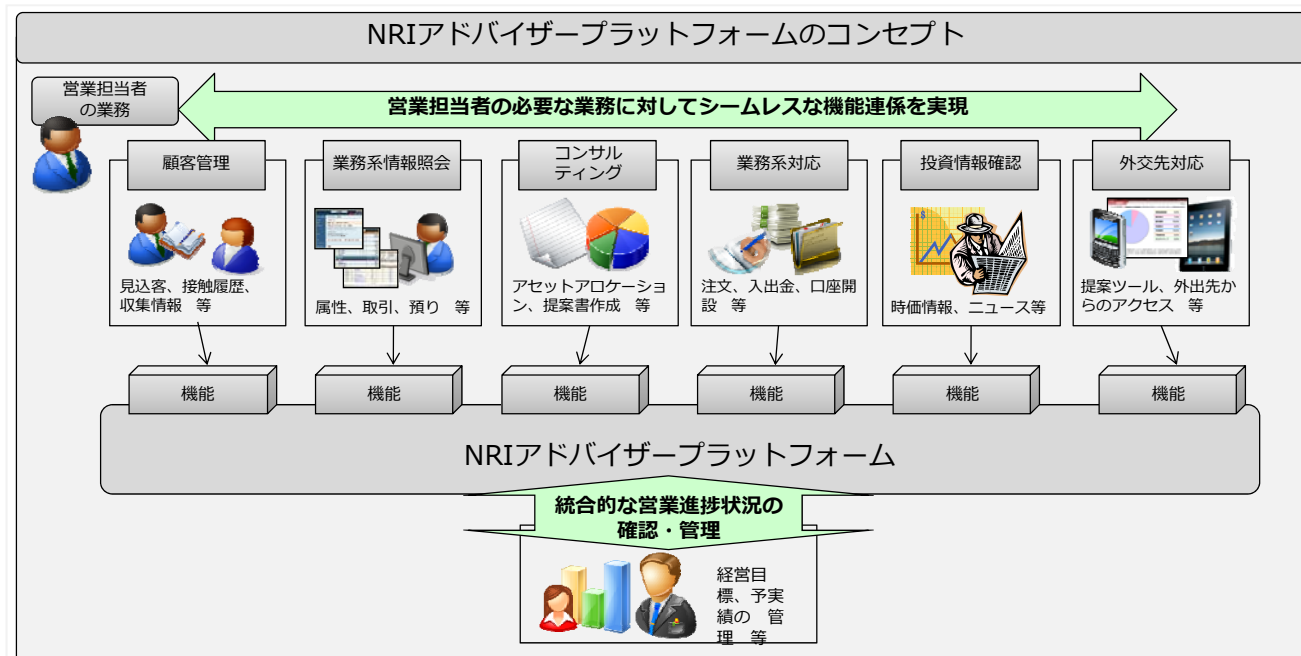 NRIアドバイザープラットフォームのコンセプト
営業担当者
の業務
営業担当者の必要な業務に対してシームレスな機能連係を実現
顧客管理
業務系情報照会
コンサル
ティング
業務系対応
投資情報確認
外交先対応
見込客、接触履歴、
収集情報　等
属性、取引、預り　等
アセットアロケーショ
ン、提案書作成　等
注文、入出金、口座開
設　等
時価情報、ニュース等
提案ツール、外出先か
らのアクセス　等
機能
機能
機能
機能
機能
機能
NRIアドバイザープラットフォーム
統合的な営業進捗状況の
確認・管理
経営目
標、予実
績の　管
理　等